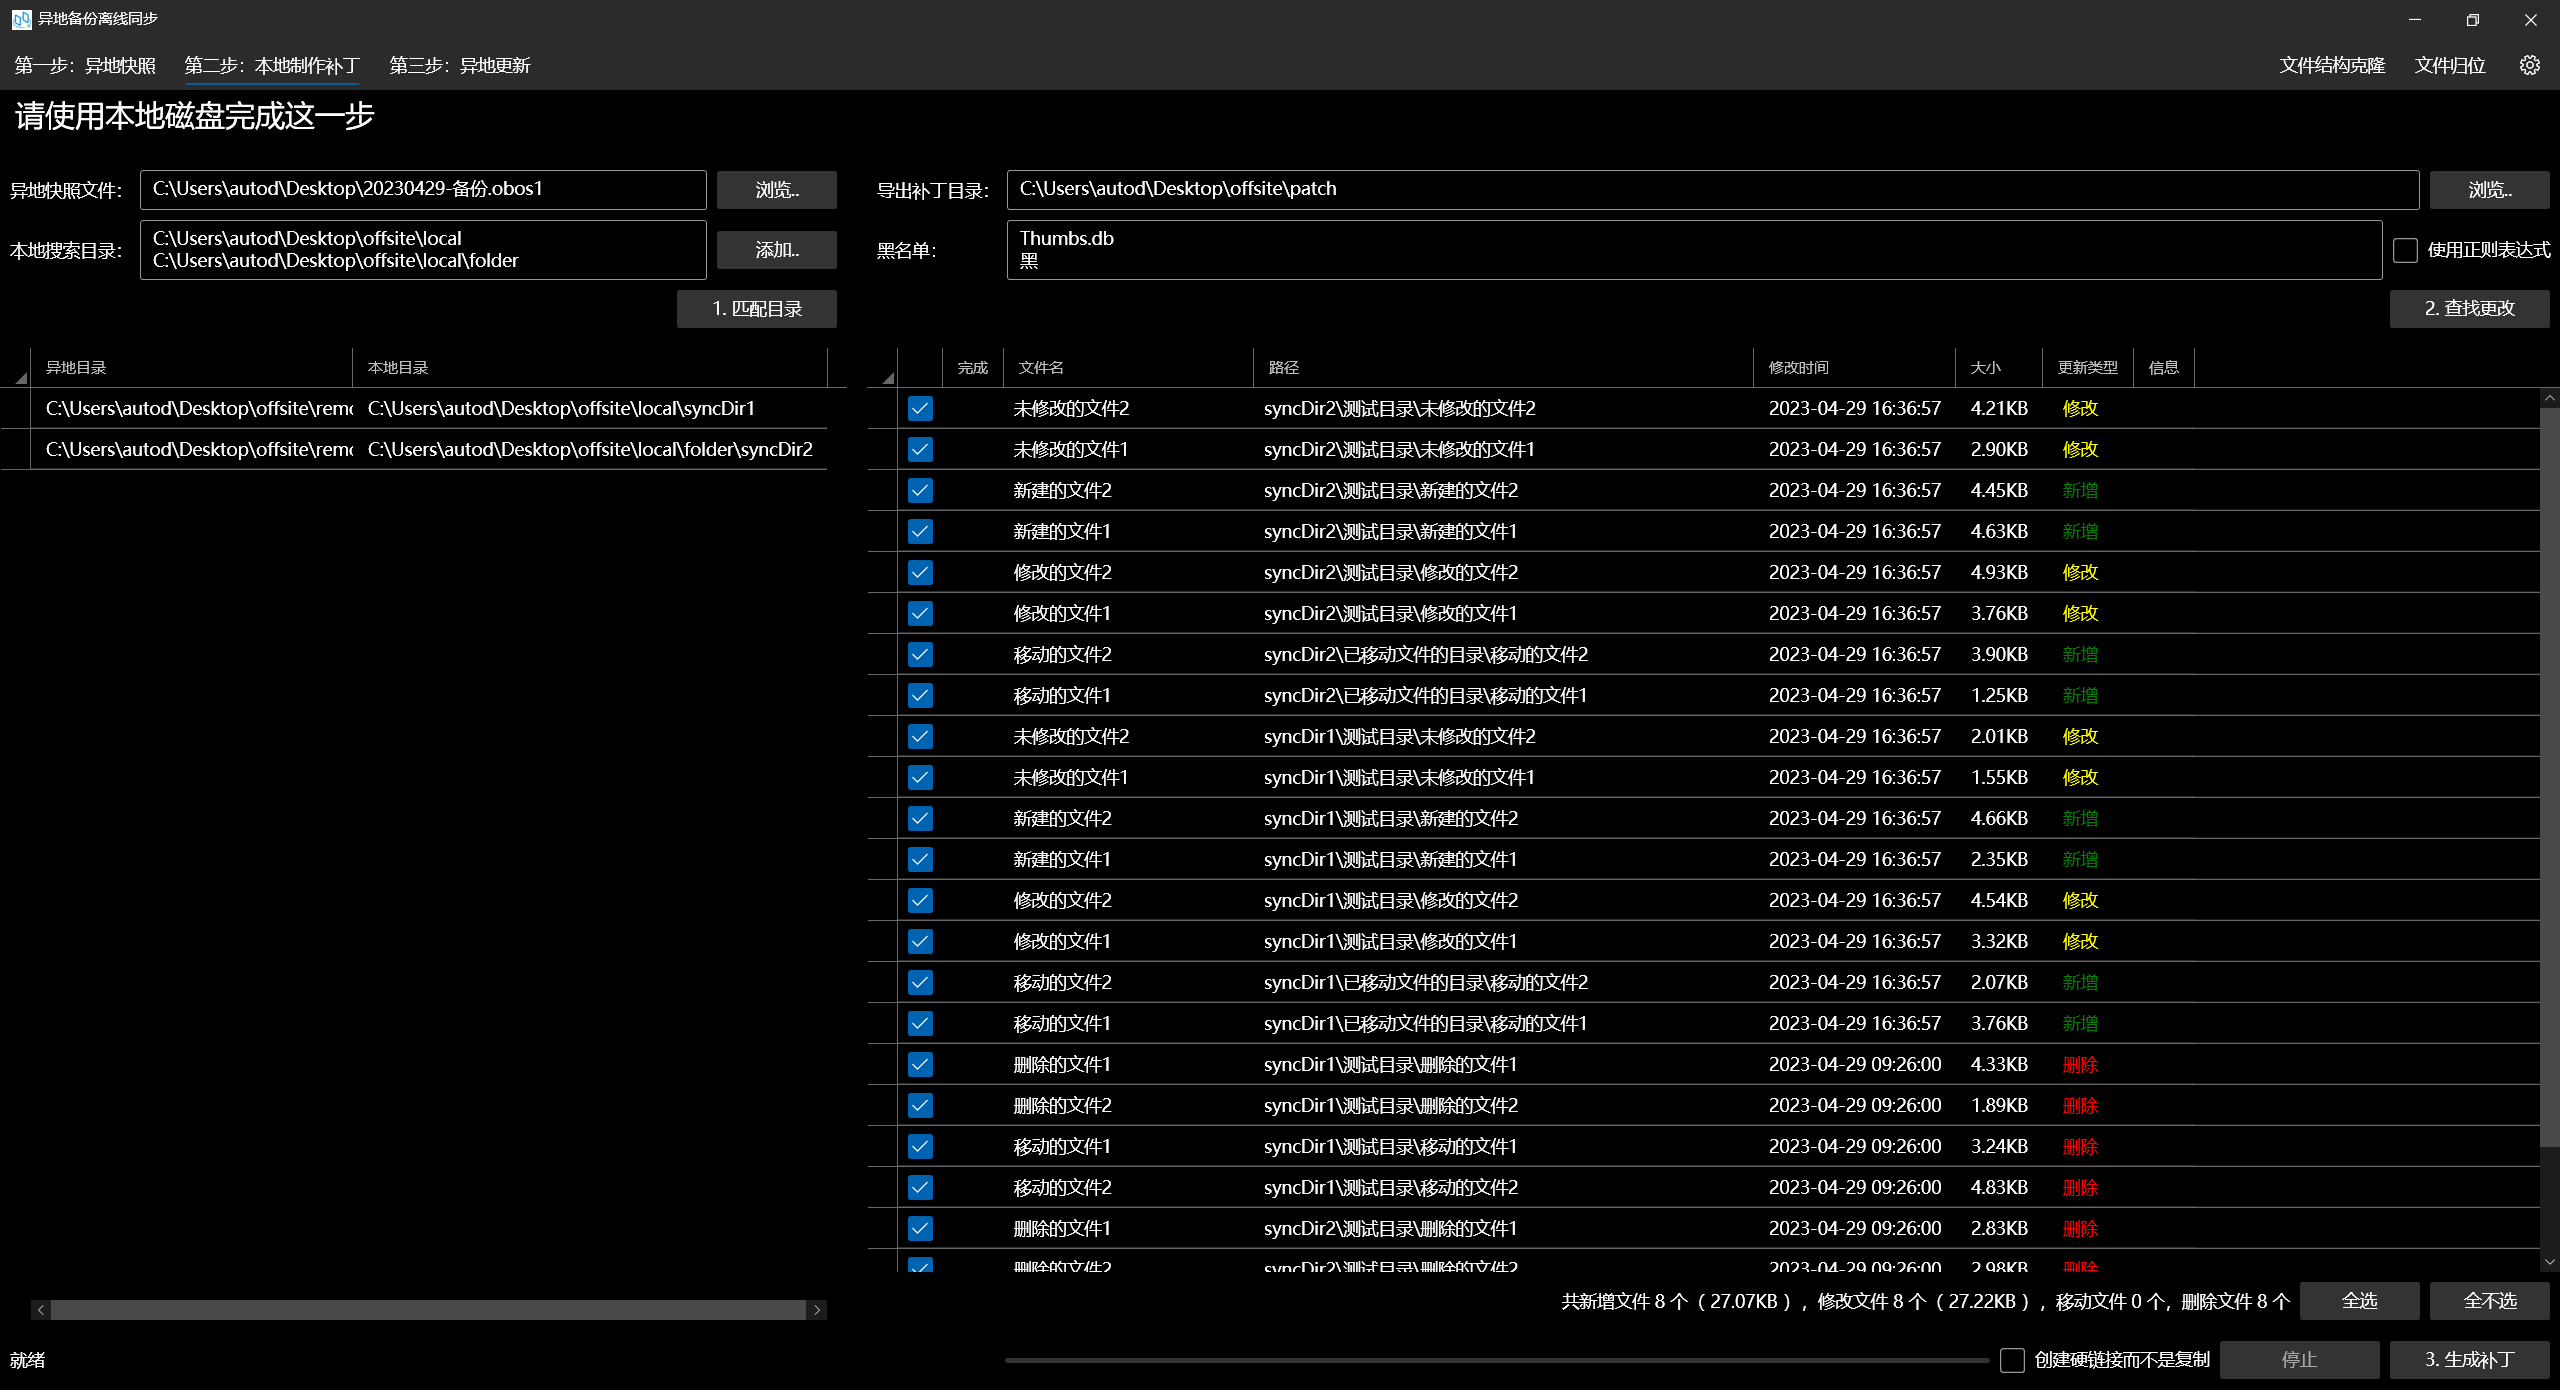 异地备份离线同步
第一步：异地快照 第二步：本地制作补丁 第三步：异地更新 文件结构克隆 文件归位
请使用本地磁盘完成这一步
异地快照文件： C:\Users\autod\Desktop\20230429-备份.obos1 浏览..
本地搜索目录： C:\Users\autod\Desktop\offsite\local
C:\Users\autod\Desktop\offsite\local\folder 添加..
1. 匹配目录
导出补丁目录： C:\Users\autod\Desktop\offsite\patch 浏览..
黑名单： Thumbs.db
黑 使用正则表达式
2. 查找更改
异地目录 本地目录
C:\Users\autod\Desktop\offsite\remo C:\Users\autod\Desktop\offsite\local\syncDir1
C:\Users\autod\Desktop\offsite\remo C:\Users\autod\Desktop\offsite\local\folder\syncDir2
完成 文件名 路径 修改时间 大小 更新类型 信息
未修改的文件2 syncDir2\测试目录\未修改的文件2 2023-04-29 16:36:57 4.21KB 修改
未修改的文件1 syncDir2\测试目录\未修改的文件1 2023-04-29 16:36:57 2.90KB 修改
新建的文件2 syncDir2\测试目录\新建的文件2 2023-04-29 16:36:57 4.45KB 新增
新建的文件1 syncDir2\测试目录\新建的文件1 2023-04-29 16:36:57 4.63KB 新增
修改的文件2 syncDir2\测试目录\修改的文件2 2023-04-29 16:36:57 4.93KB 修改
修改的文件1 syncDir2\测试目录\修改的文件1 2023-04-29 16:36:57 3.76KB 修改
移动的文件2 syncDir2\已移动文件的目录\移动的文件2 2023-04-29 16:36:57 3.90KB 新增
移动的文件1 syncDir2\已移动文件的目录\移动的文件1 2023-04-29 16:36:57 1.25KB 新增
未修改的文件2 syncDir1\测试目录\未修改的文件2 2023-04-29 16:36:57 2.01KB 修改
未修改的文件1 syncDir1\测试目录\未修改的文件1 2023-04-29 16:36:57 1.55KB 修改
新建的文件2 syncDir1\测试目录\新建的文件2 2023-04-29 16:36:57 4.66KB 新增
新建的文件1 syncDir1\测试目录\新建的文件1 2023-04-29 16:36:57 2.35KB 新增
修改的文件2 syncDir1\测试目录\修改的文件2 2023-04-29 16:36:57 4.54KB 修改
修改的文件1 syncDir1\测试目录\修改的文件1 2023-04-29 16:36:57 3.32KB 修改
移动的文件2 syncDir1\已移动文件的目录\移动的文件2 2023-04-29 16:36:57 2.07KB 新增
移动的文件1 syncDir1\已移动文件的目录\移动的文件1 2023-04-29 16:36:57 3.76KB 新增
删除的文件1 syncDir1\测试目录\删除的文件1 2023-04-29 09:26:00 4.33KB 删除
删除的文件2 syncDir1\测试目录\删除的文件2 2023-04-29 09:26:00 1.89KB 删除
移动的文件1 syncDir1\测试目录\移动的文件1 2023-04-29 09:26:00 3.24KB 删除
移动的文件2 syncDir1\测试目录\移动的文件2 2023-04-29 09:26:00 4.83KB 删除
删除的文件1 syncDir2\测试目录\删除的文件1 2023-04-29 09:26:00 2.83KB 删除
删除的文件2 syncDir2\测试目录\删除的文件2 2023-04-29 09:26:00 2.98KB 删除
共新增文件 8 个（27.07KB），修改文件 8 个（27.22KB），移动文件 0 个，删除文件 8 个 全选 全不选
就绪 创建硬链接而不是复制 停止 3. 生成补丁